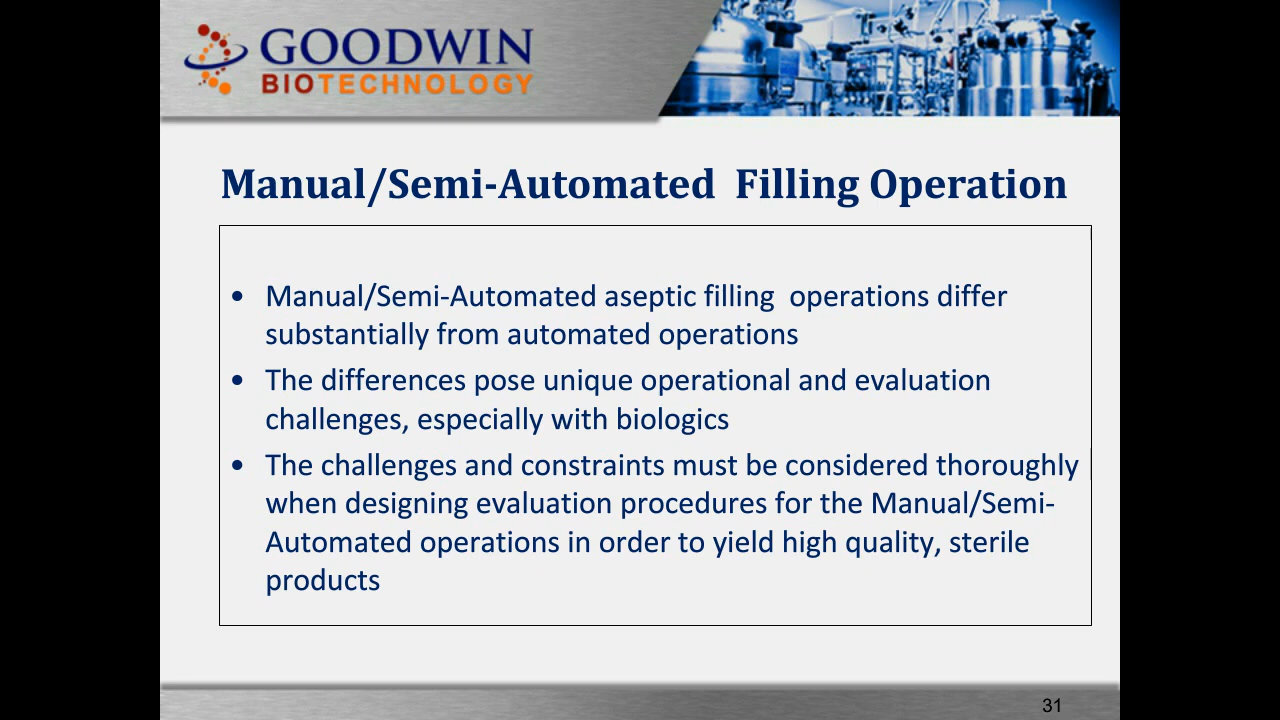 GOODWIN
BIOTECHNOLOGY
Manual/Semi-Automated  Filling Operation
• Manual/Semi-Automated aseptic filling  operations differ
substantially from automated operations
• The differences pose unique operational and evaluation
challenges, especially with biologics
• The challenges and constraints must be considered thoroughly
when designing evaluation procedures for the Manual/Semi-
Automated operations in order to yield high quality, sterile
products
31